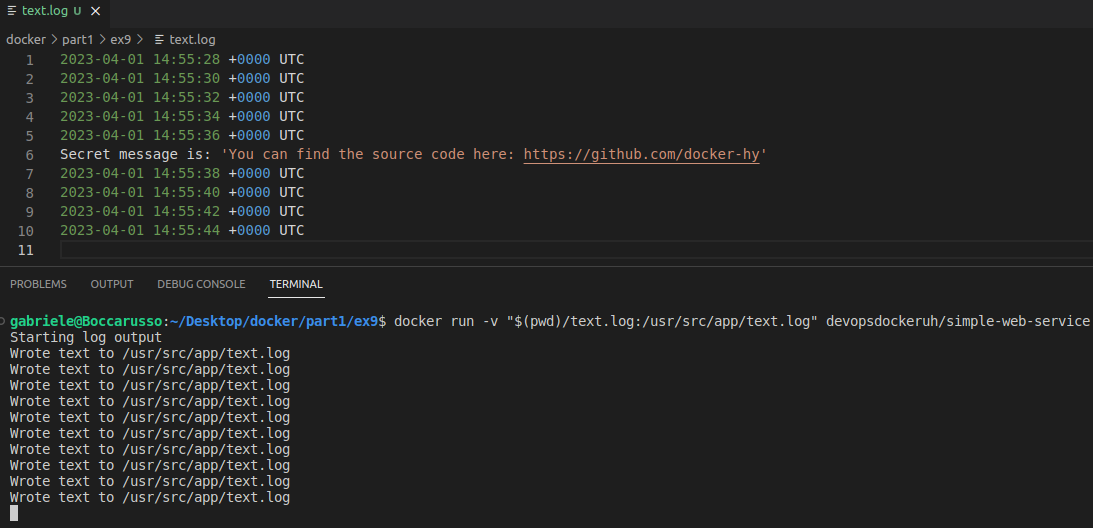 text.log U ×
docker > part1 > ex9 > text.log
1 2023-04-01 14:55:28 +0000 UTC
2 2023-04-01 14:55:30 +0000 UTC
3 2023-04-01 14:55:32 +0000 UTC
4 2023-04-01 14:55:34 +0000 UTC
5 2023-04-01 14:55:36 +0000 UTC
6 Secret message is: 'You can find the source code here: https://github.com/docker-hy'
7 2023-04-01 14:55:38 +0000 UTC
8 2023-04-01 14:55:40 +0000 UTC
9 2023-04-01 14:55:42 +0000 UTC
10 2023-04-01 14:55:44 +0000 UTC
11
PROBLEMS OUTPUT DEBUG CONSOLE TERMINAL
gabriele@Boccarusso:~/Desktop/docker/part1/ex9$ docker run -v "$(pwd)/text.log:/usr/src/app/text.log" devopsdockeruh/simple-web-service
Starting log output
Wrote text to /usr/src/app/text.log
Wrote text to /usr/src/app/text.log
Wrote text to /usr/src/app/text.log
Wrote text to /usr/src/app/text.log
Wrote text to /usr/src/app/text.log
Wrote text to /usr/src/app/text.log
Wrote text to /usr/src/app/text.log
Wrote text to /usr/src/app/text.log
Wrote text to /usr/src/app/text.log
Wrote text to /usr/src/app/text.log